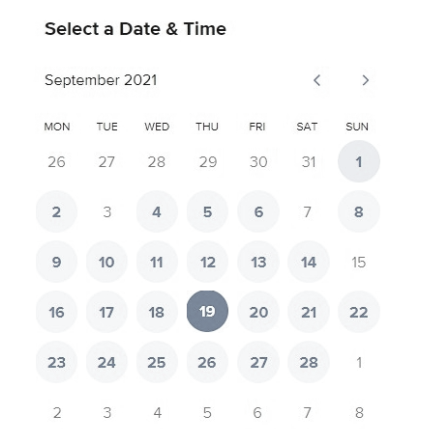 Select a Date & Time
September 2021
MON TUE WED THU FRI SAT SUN
26 27 28 29 30 31 1
2 3 4 5 6 7 8
9 10 11 12 13 14 15
16 17 18 19 20 21 22
23 24 25 26 27 28 1
2 3 4 5 6 7 8